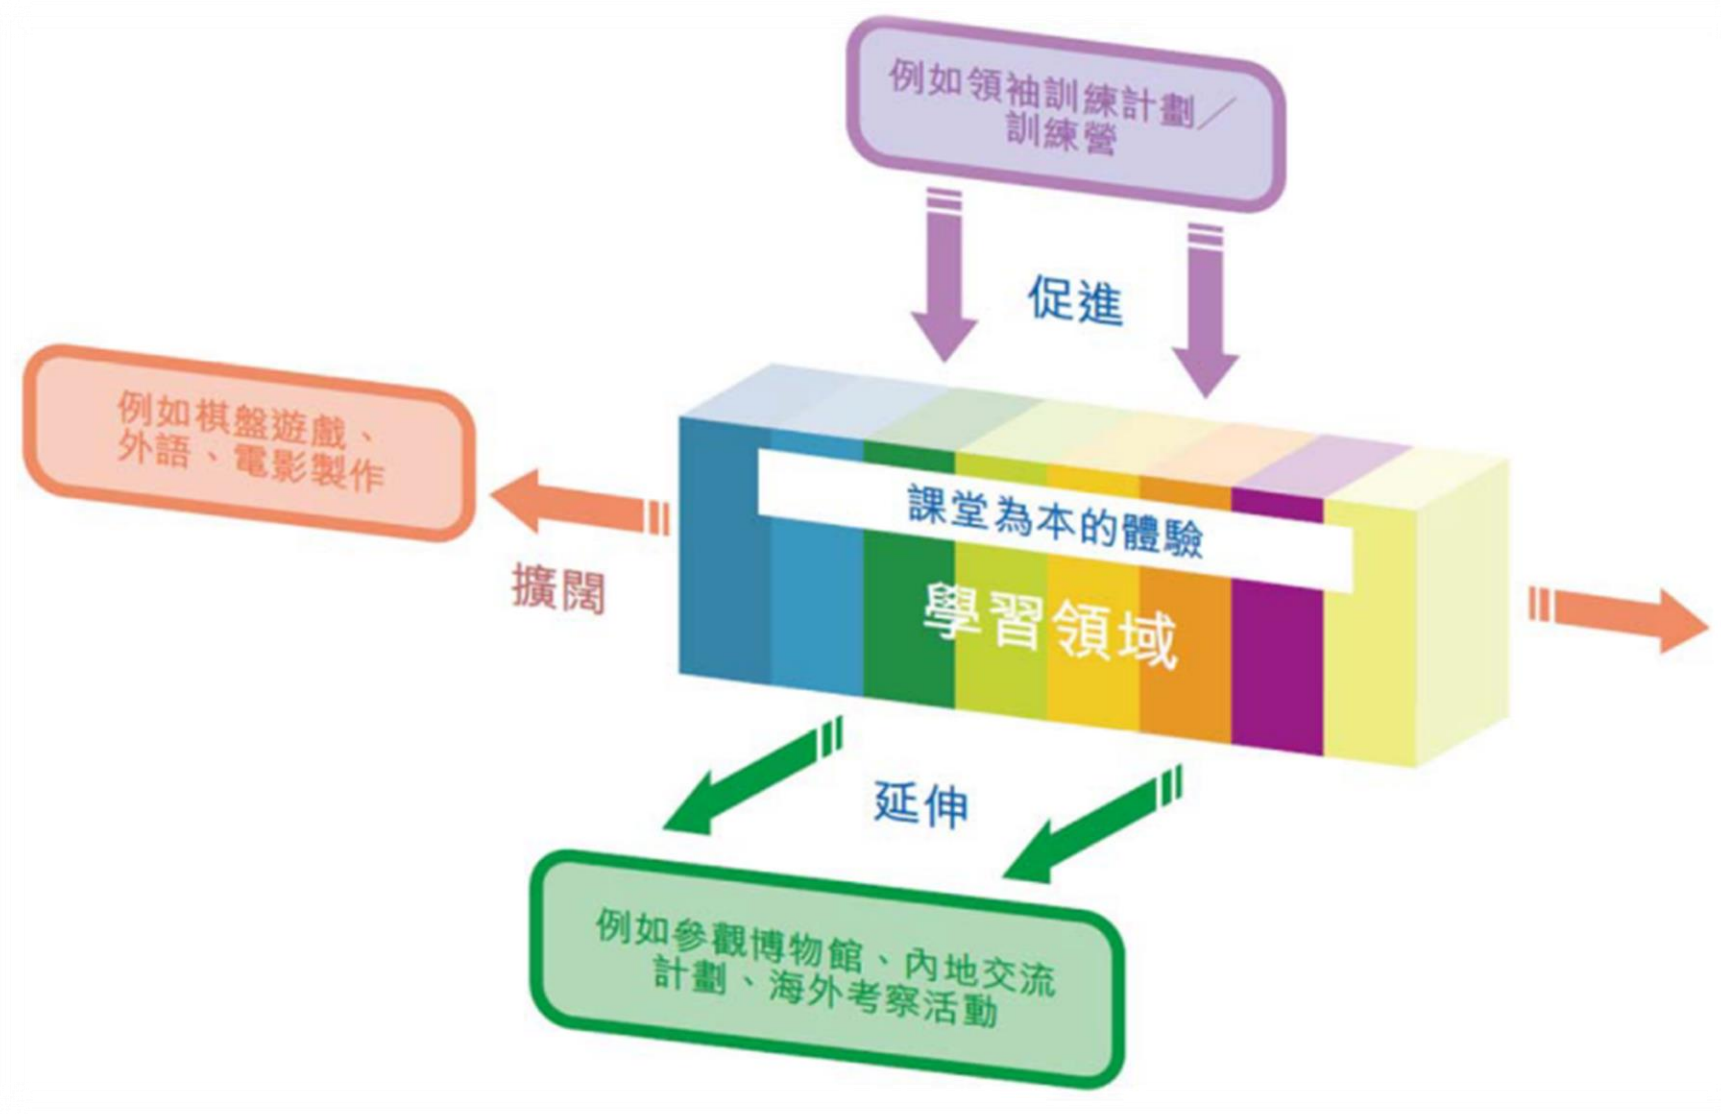 例如領袖訓練計劃／
訓練營
促進
例如棋盤遊戲、
外語、電影製作
擴闊
課堂為本的體驗
學習領域
延伸
例如參觀博物館、內地交流
計劃、海外考察活動